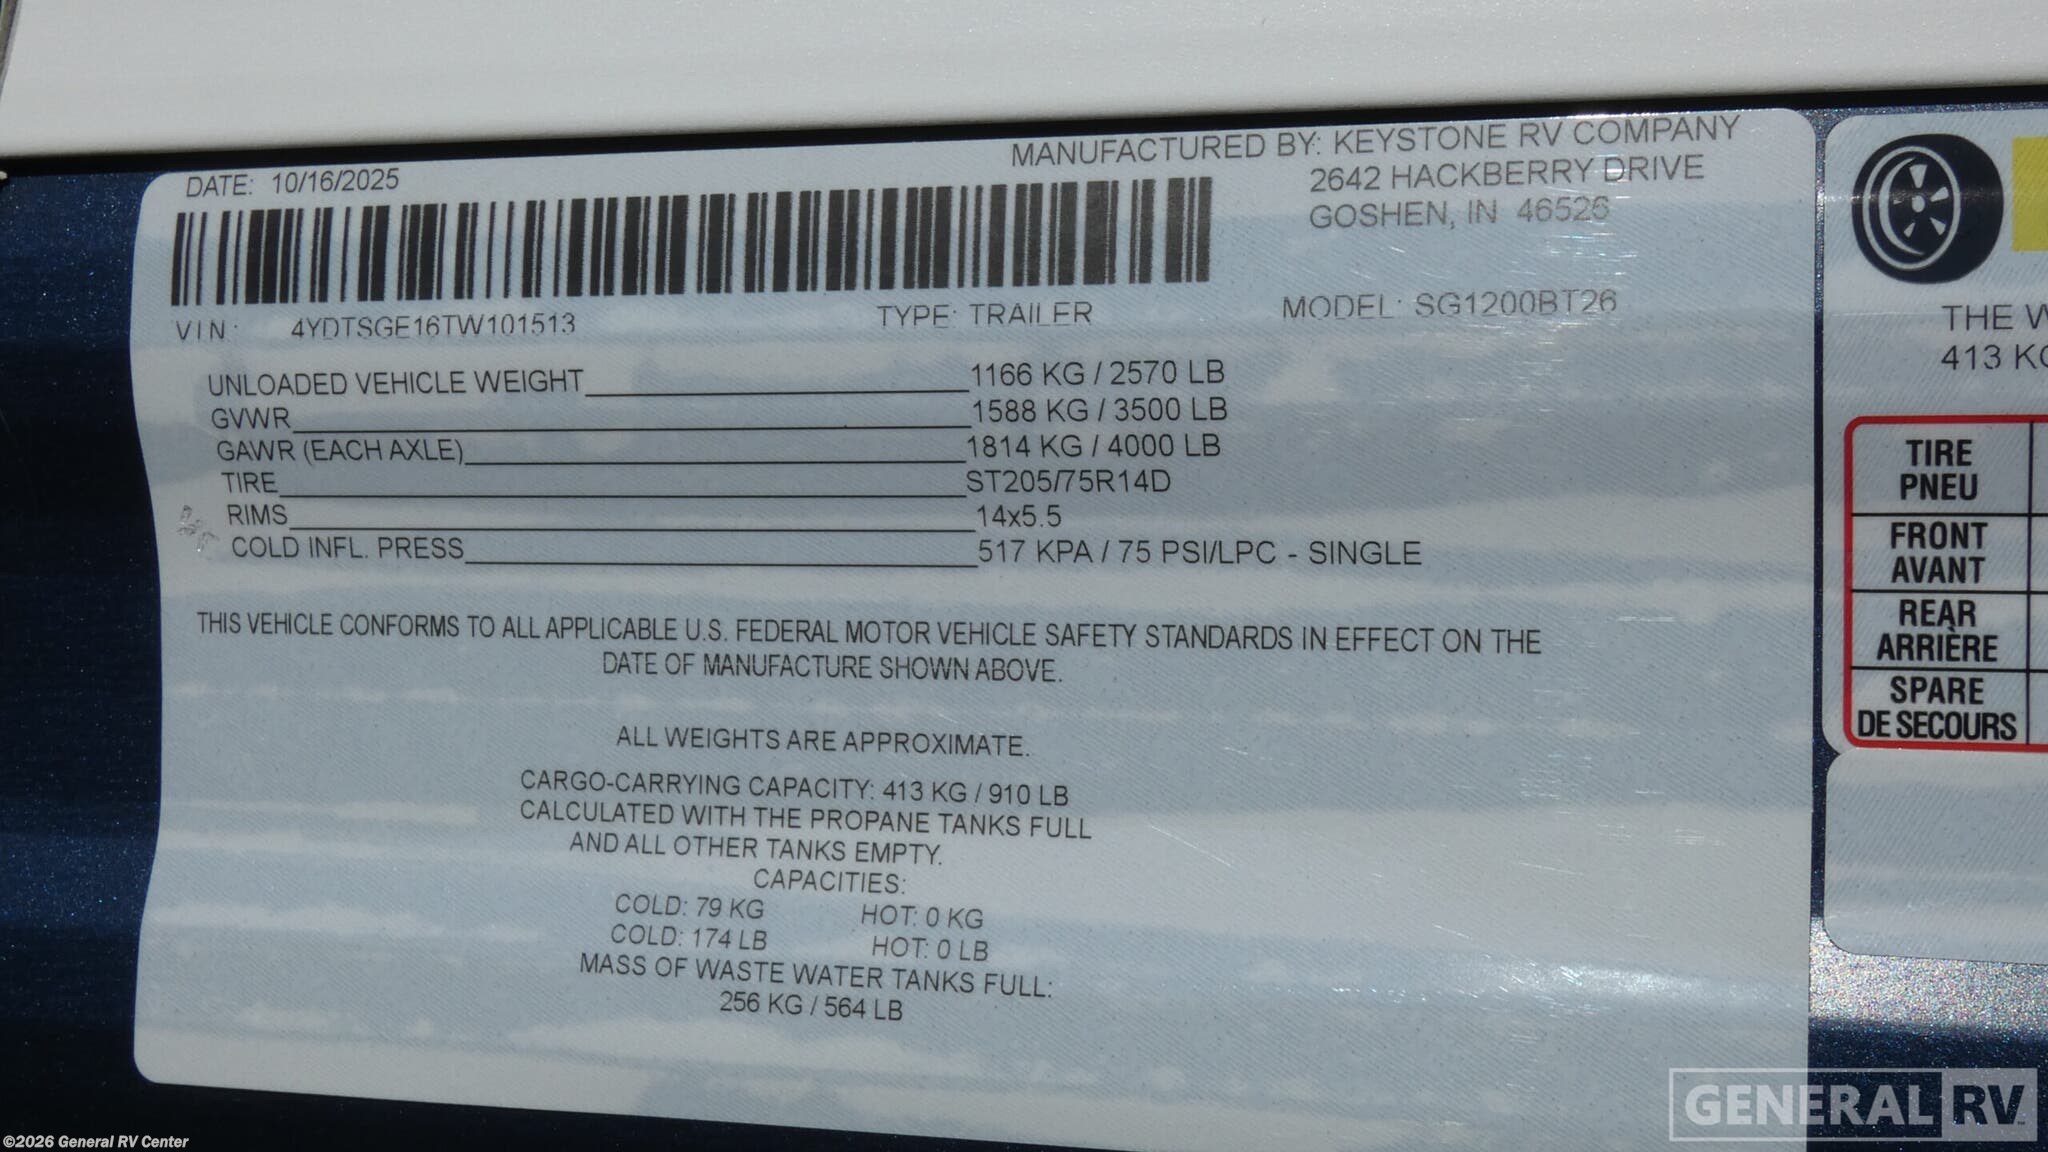 DATE: 10/16/2025
MANUFACTURED BY: KEYSTONE RV COMPANY
2642 HACKBERRY DRIVE
GOSHEN, IN 46526
VIN: 4YDTSGE16TW101513 TYPE: TRAILER MODEL: SG1200BT26
UNLOADED VEHICLE WEIGHT 1166 KG / 2570 LB
GVWR 1588 KG / 3500 LB
GAWR (EACH AXLE) 1814 KG / 4000 LB
TIRE ST205/75R14D
RIMS 14x5.5
COLD INFL. PRESS 517 KPA / 75 PSI/LPC - SINGLE
THIS VEHICLE CONFORMS TO ALL APPLICABLE U.S. FEDERAL MOTOR VEHICLE SAFETY STANDARDS IN EFFECT ON THE
DATE OF MANUFACTURE SHOWN ABOVE.
ALL WEIGHTS ARE APPROXIMATE.
CARGO-CARRYING CAPACITY: 413 KG / 910 LB
CALCULATED WITH THE PROPANE TANKS FULL
AND ALL OTHER TANKS EMPTY.
CAPACITIES:
COLD: 79 KG HOT: 0 KG
COLD: 174 LB HOT: 0 LB
MASS OF WASTE WATER TANKS FULL:
256 KG / 564 LB
THE
413
TIRE
PNEU
FRONT
AVANT
REAR
ARRIÈRE
SPARE
DE SECOURS
GENERAL RV
©2026 General RV Center